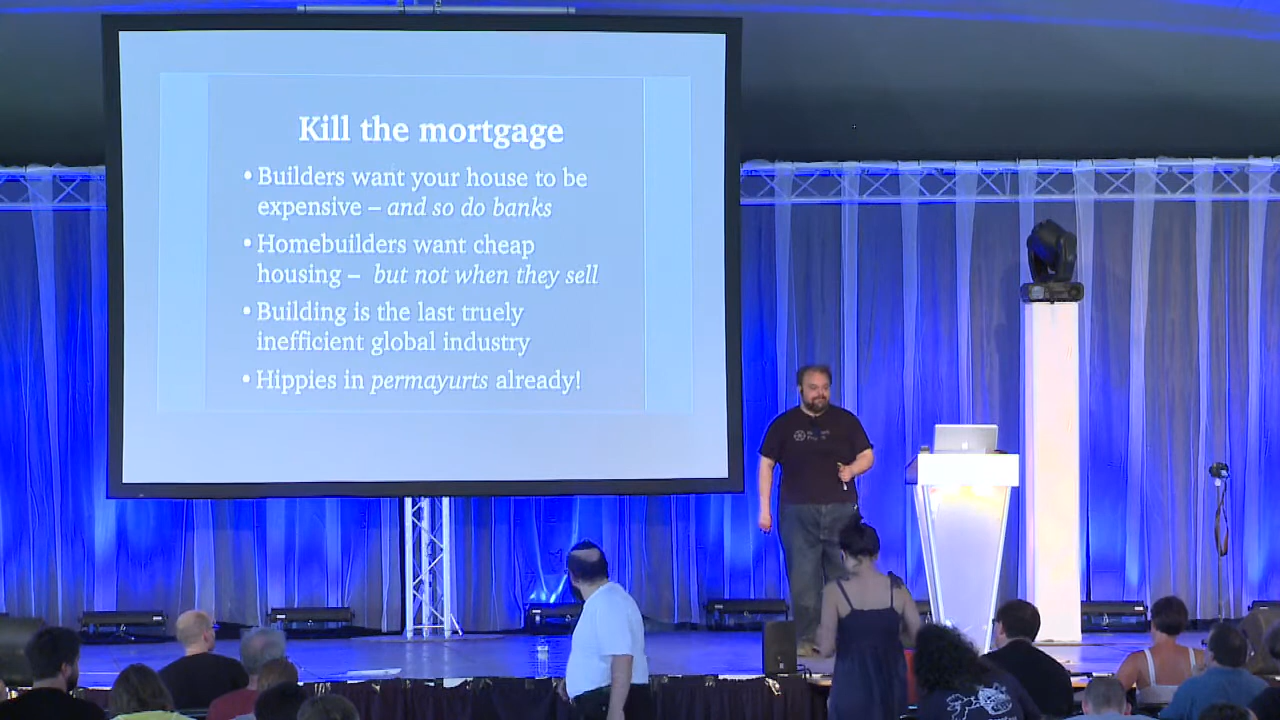 Kill the mortgage
• Builders want your house to be
expensive – and so do banks
• Homebuilders want cheap
housing – but not when they sell
• Building is the last truely
inefficient global industry
• Hippies in permayurts already!